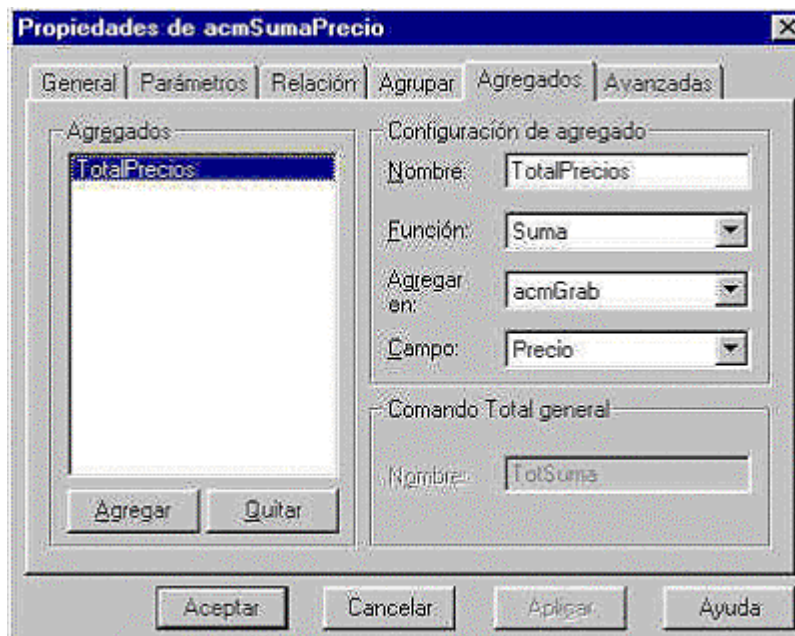 Propiedades de acmSumaPrecio
General Parámetros Relación Agrupar Agregados Avanzadas
Agregados
TotalPrecios
Agregar Quitar
Configuración de agregado
Nombre: TotalPrecios
Función: Suma
Agregar en: acmGrab
Campo: Precio
Comando Total general
Nombre: TotSuma
Aceptar Cancelar Aplicar Ayuda